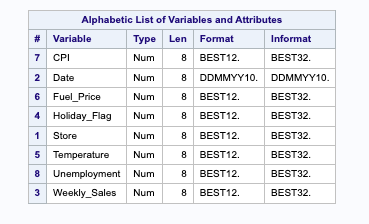 Alphabetic List of Variables and Attributes
# Variable Type Len Format Informat
7 CPI Num 8 BEST12. BEST32.
2 Date Num 8 DDMMYY10. DDMMYY10.
6 Fuel_Price Num 8 BEST12. BEST32.
4 Holiday_Flag Num 8 BEST12. BEST32.
1 Store Num 8 BEST12. BEST32.
5 Temperature Num 8 BEST12. BEST32.
8 Unemployment Num 8 BEST12. BEST32.
3 Weekly_Sales Num 8 BEST12. BEST32.